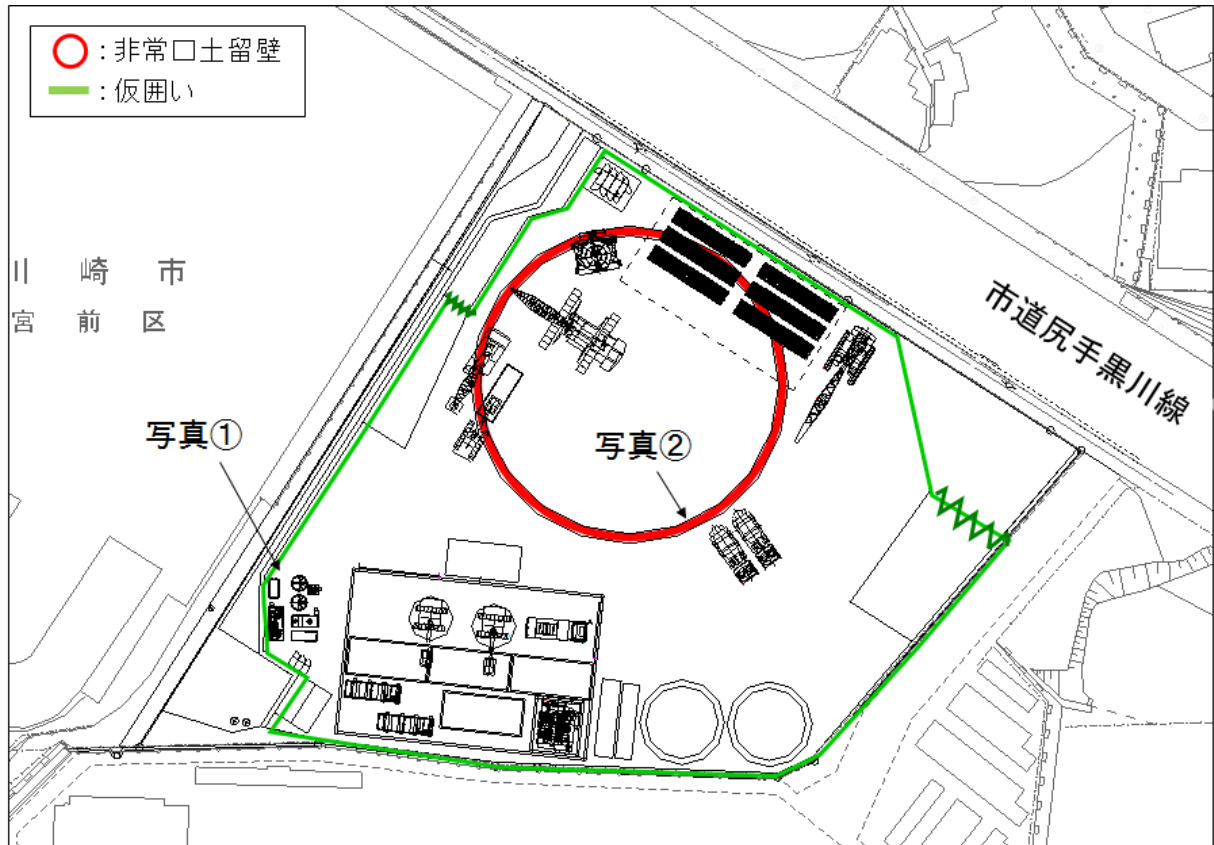 ：非常口土留壁
：仮囲い
川崎市
宮前区
市道尻手黒川線
写真①
写真②